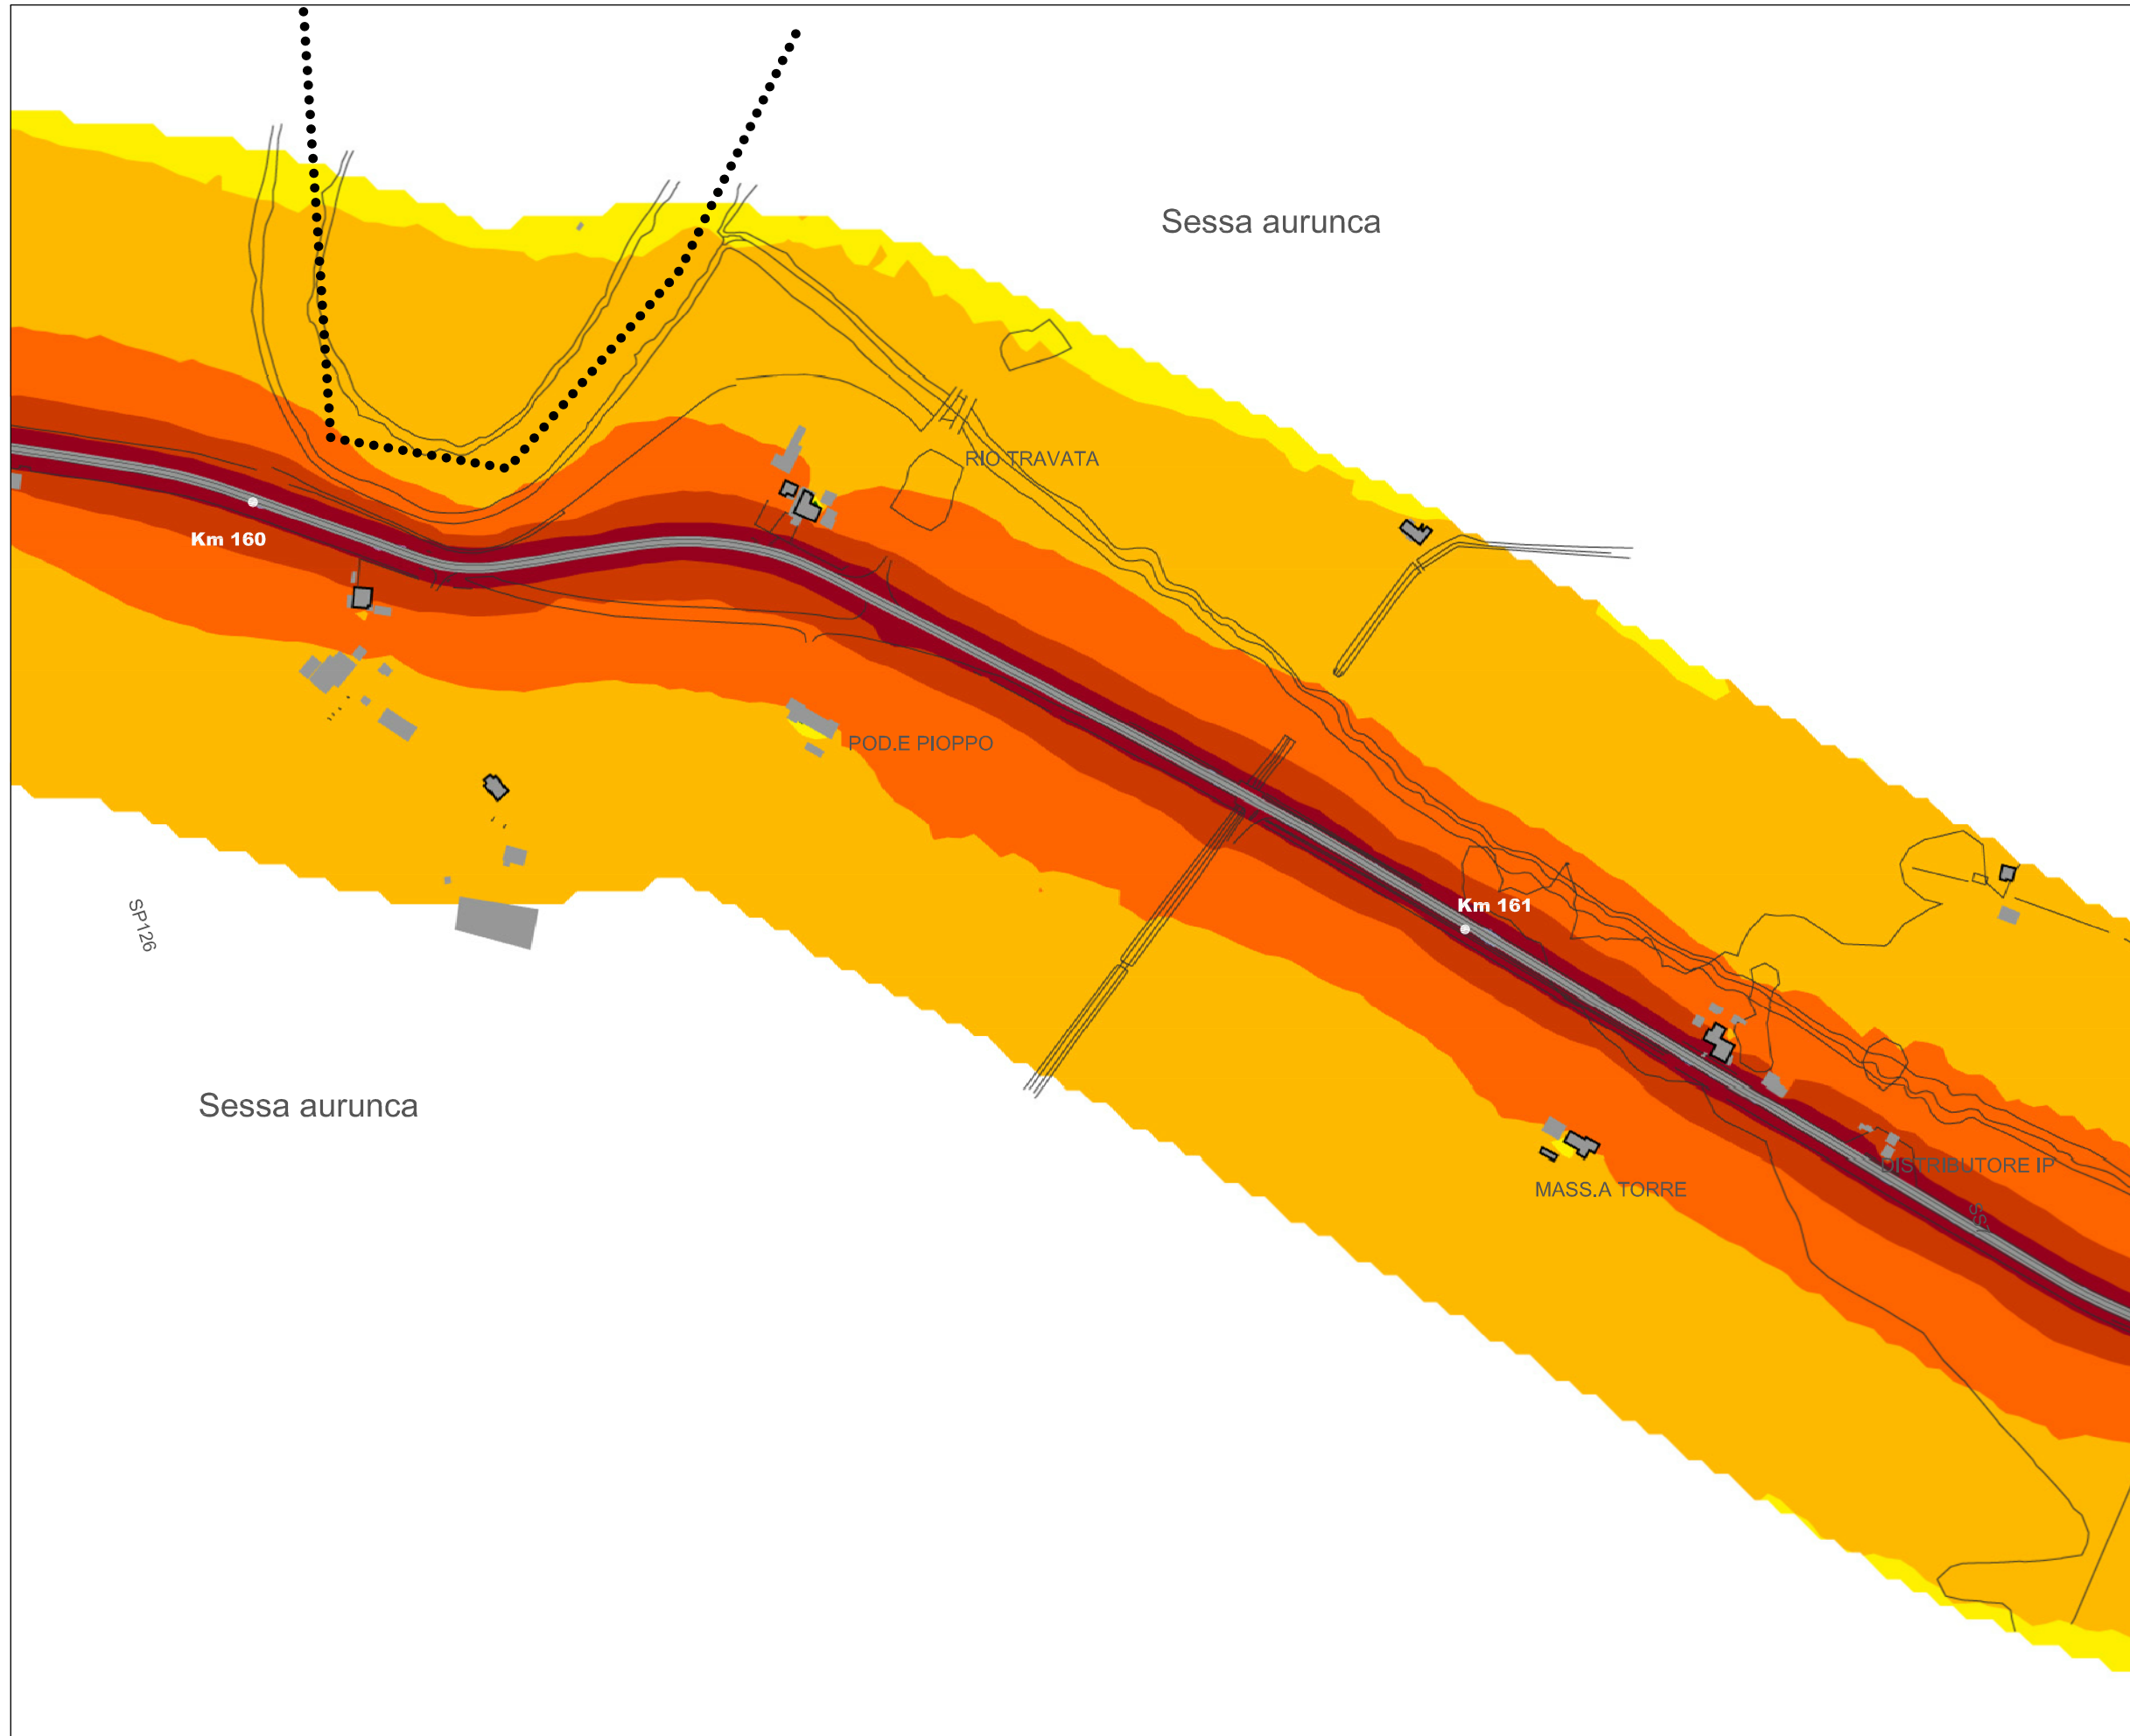 Sessa aurunca
RIO TRAVATA
Km 160
POD.E PIOPPO
Km 161
SP126
Sessa aurunca
DISTRIBUTORE IP
MASS.A TORRE